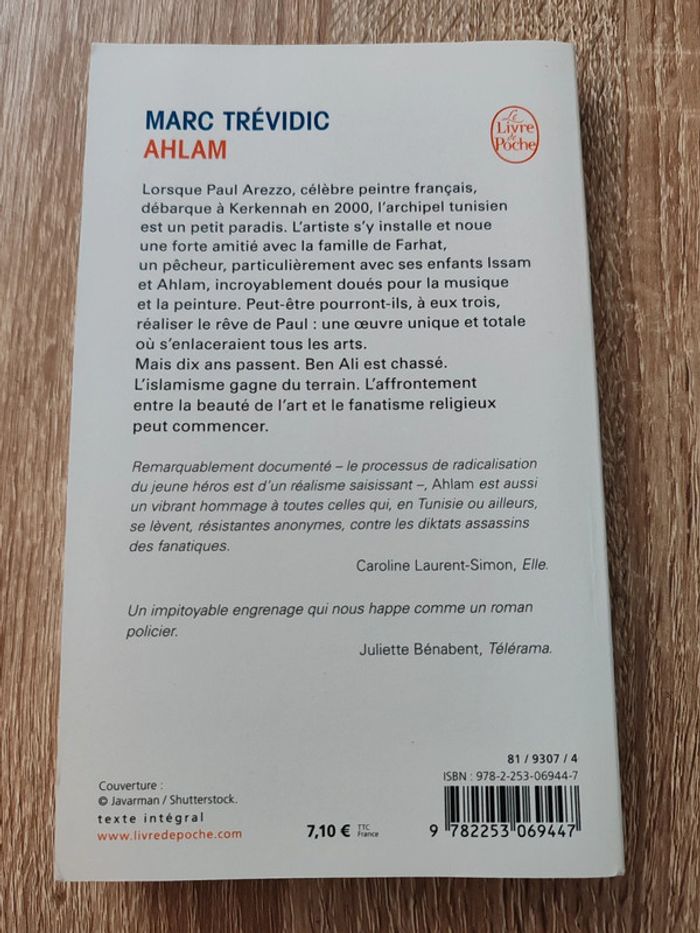 MARC TRÉVIDIC
AHLAM
Le
Livre
de
Poche
Lorsque Paul Arezzo, célèbre peintre français,
débarque à Kerkennah en 2000, l'archipel tunisien
est un petit paradis. L'artiste s'y installe et noue
une forte amitié avec la famille de Farhat,
un pêcheur, particulièrement avec ses enfants Issam
et Ahlam, incroyablement doués pour la musique
et la peinture. Peut-être pourront-ils, à eux trois,
réaliser le rêve de Paul : une œuvre unique et totale
où s'enlaceraient tous les arts.
Mais dix ans passent. Ben Ali est chassé.
L'islamisme gagne du terrain. L'affrontement
entre la beauté de l'art et le fanatisme religieux
peut commencer.
Remarquablement documenté – le processus de radicalisation
du jeune héros est d'un réalisme saisissant –, Ahlam est aussi
un vibrant hommage à toutes celles qui, en Tunisie ou ailleurs,
se lèvent, résistantes anonymes, contre les diktats assassins
des fanatiques.
Caroline Laurent-Simon, Elle.
Un impitoyable engrenage qui nous happe comme un roman
policier.
Juliette Bénabent, Télérama.
Couverture :
© Javarman / Shutterstock.
texte intégral
www.livredepoche.com
7,10 € TTC
France
81 / 9307 / 4
ISBN : 978-2-253-06944-7
9 782253 069447